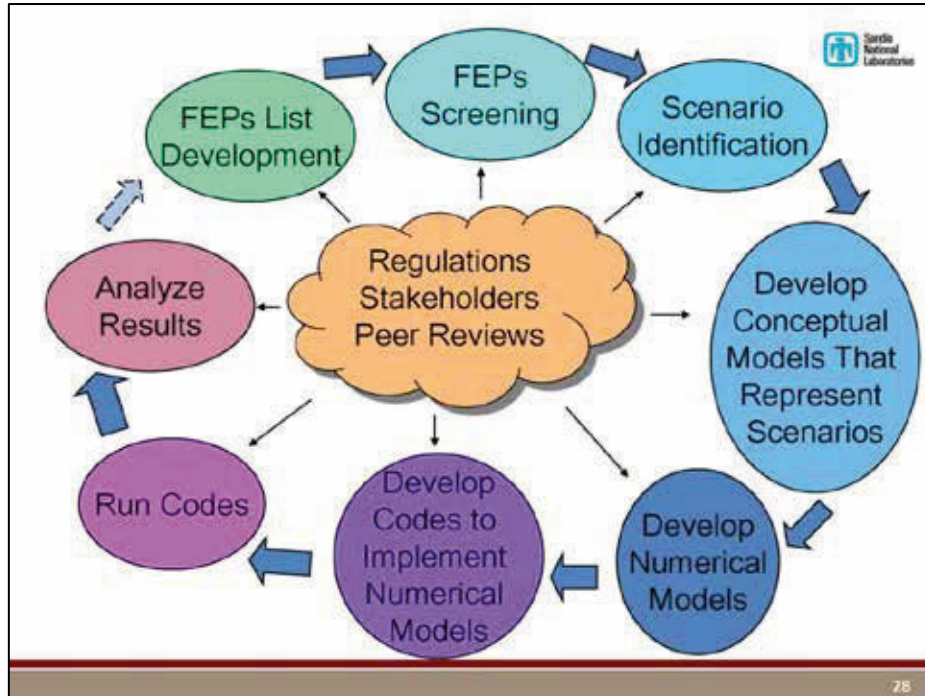 Sandia
National
Laboratories
FEPs List
Development
FEPs
Screening
Scenario
Identification
Develop
Conceptual
Models That
Represent
Scenarios
Develop
Numerical
Models
Develop
Codes to
Implement
Numerical
Models
Run Codes
Analyze
Results
Regulations
Stakeholders
Peer Reviews
28